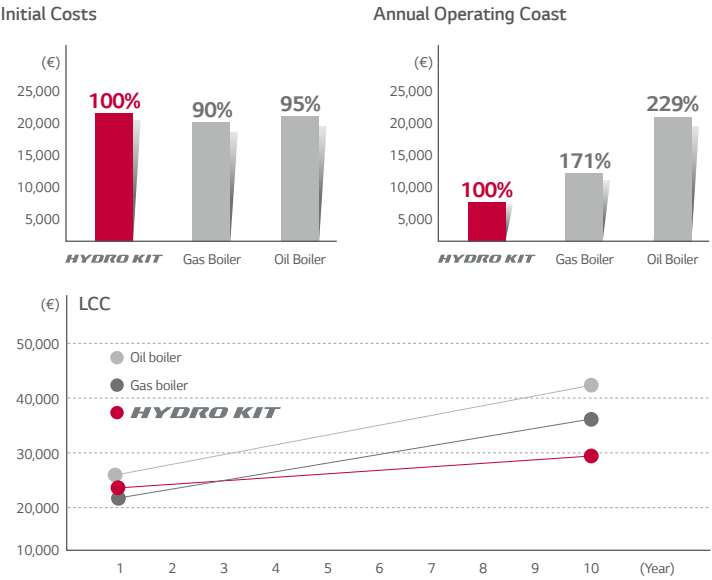 Initial Costs
(€)
25,000
20,000
15,000
10,000
5,000
100%
90%
95%
HYDRO KIT
Gas Boiler
Oil Boiler
Annual Operating Coast
(€)
25,000
20,000
15,000
10,000
5,000
100%
171%
229%
HYDRO KIT
Gas Boiler
Oil Boiler
(€)
LCC
50,000
40,000
30,000
20,000
10,000
Oil boiler
Gas boiler
HYDRO KIT
1 2 3 4 5 6 7 8 9 10 (Year)